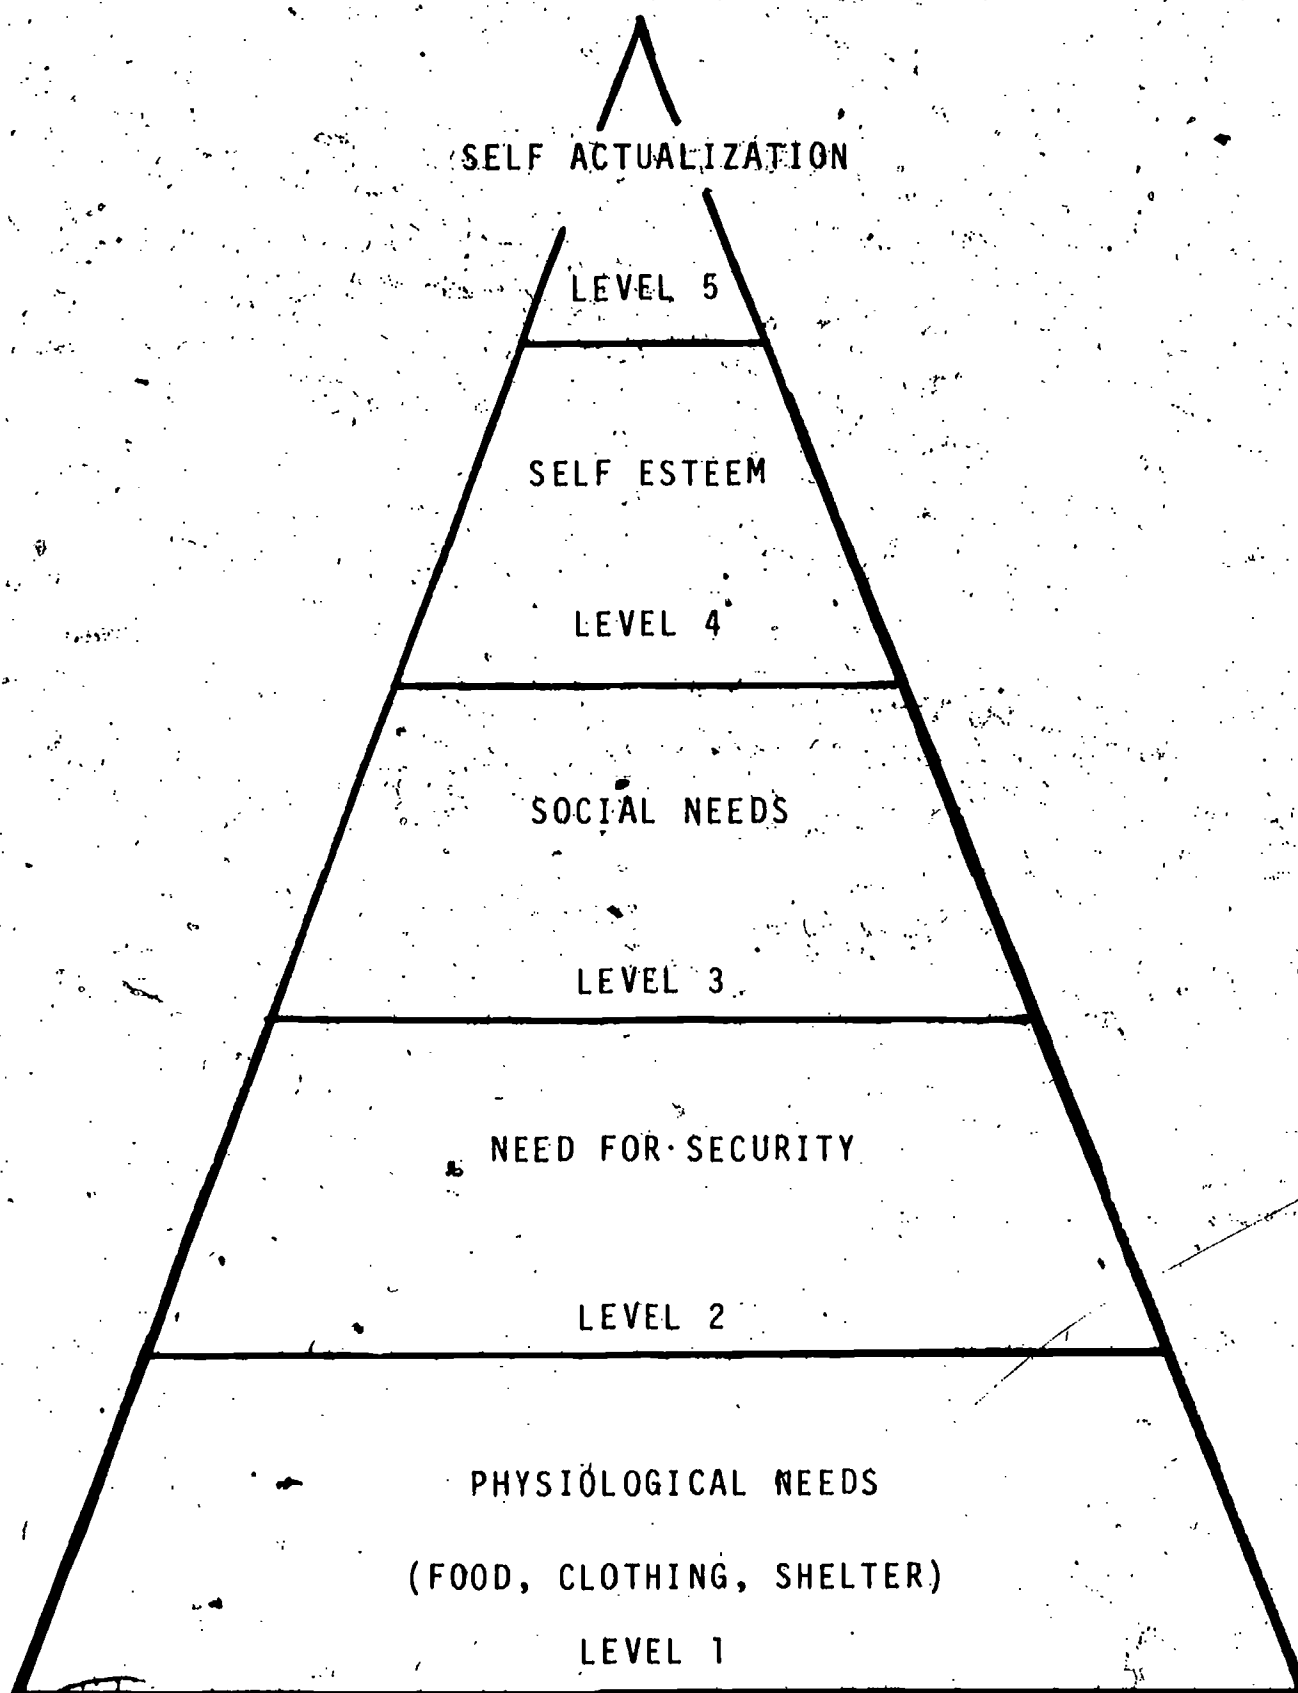 SELF ACTUALIZATION
LEVEL 5
SELF ESTEEM
LEVEL 4
SOCIAL NEEDS
LEVEL 3
NEED FOR SECURITY
LEVEL 2
PHYSIOLOGICAL NEEDS
(FOOD, CLOTHING, SHELTER)
LEVEL 1